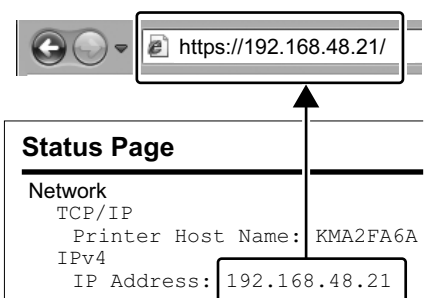 https://192.168.48.21/
Status Page
Network
TCP/IP
Printer Host Name: KMA2FA6A
IPv4
IP Address: 192.168.48.21